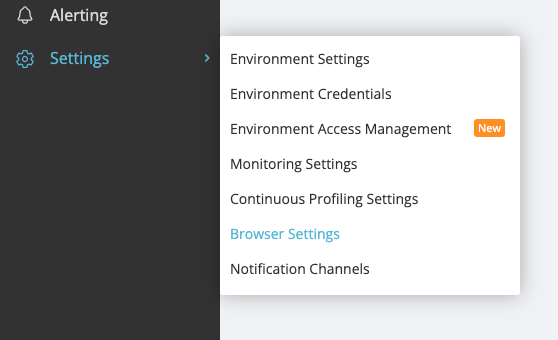 Alerting
Settings
Environment Settings
Environment Credentials
Environment Access Management New
Monitoring Settings
Continuous Profiling Settings
Browser Settings
Notification Channels